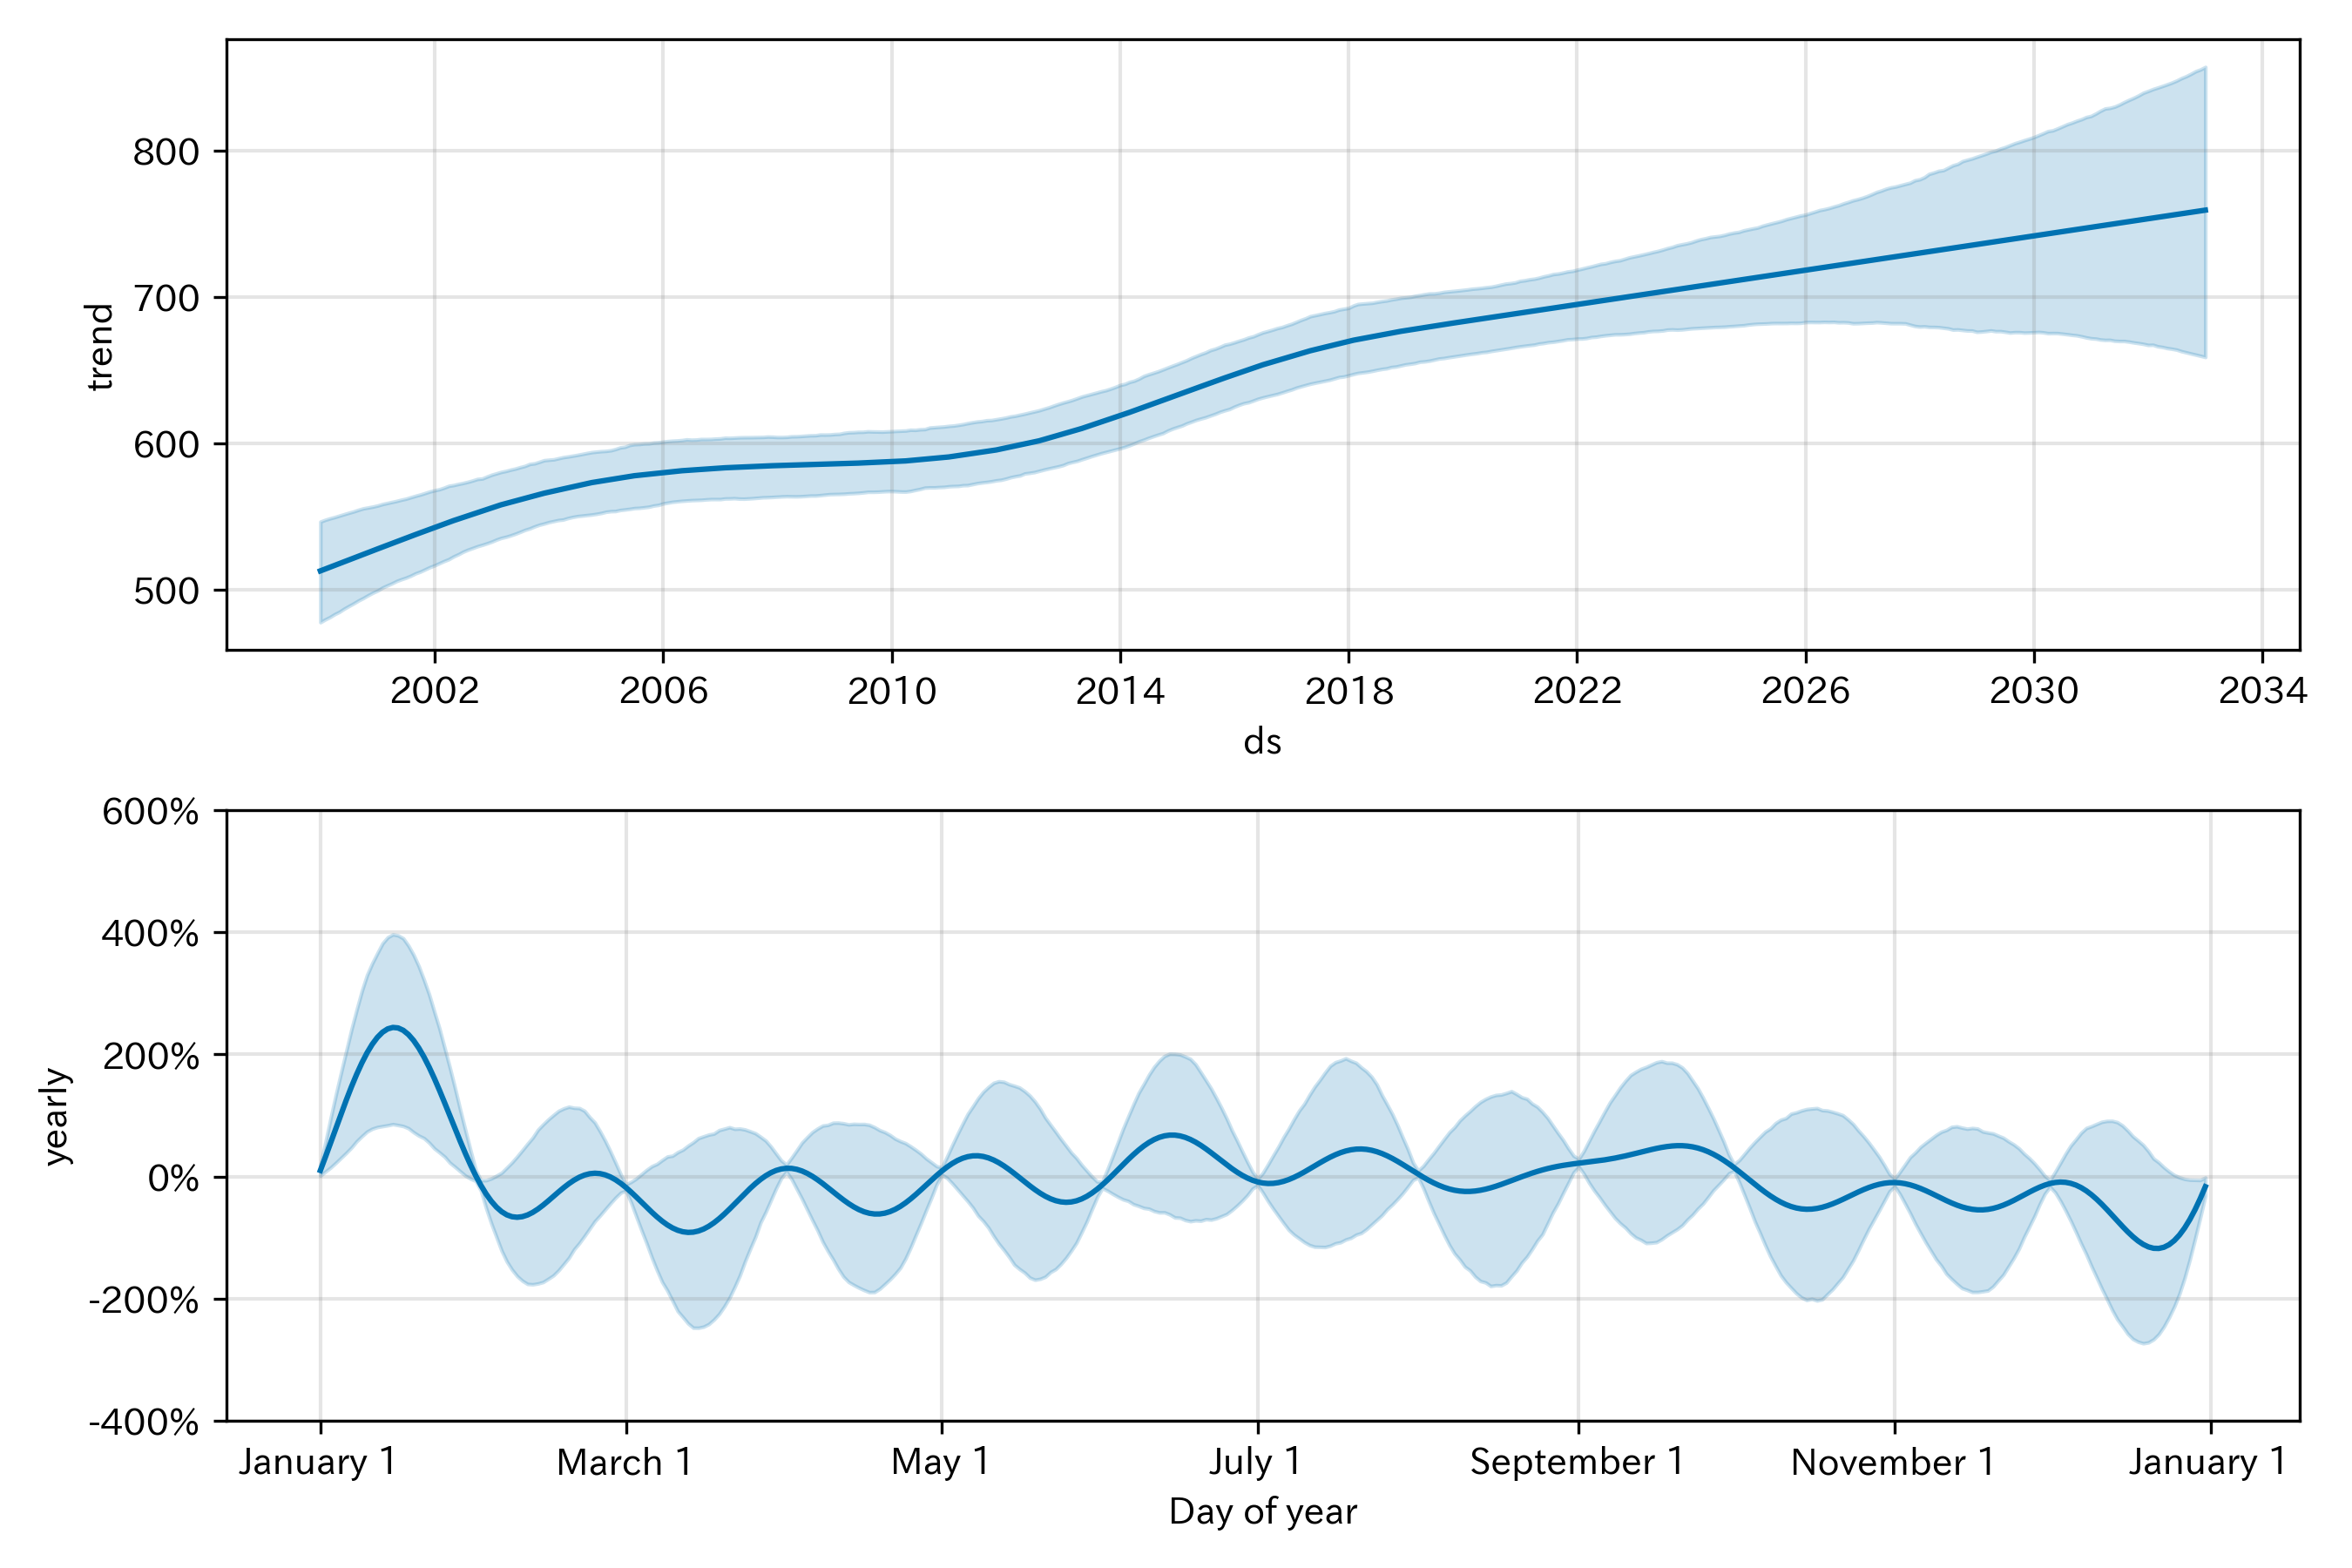 800
700
600
500
trend
2002 2006 2010 2014 2018 2022 2026 2030 2034
ds
600%
400%
200%
0%
-200%
-400%
yearly
January 1 March 1 May 1 July 1 September 1 November 1 January 1
Day of year